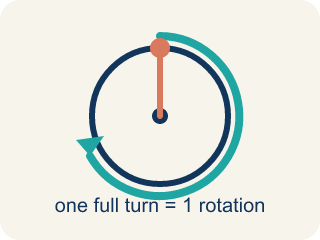 one full turn = 1 rotation